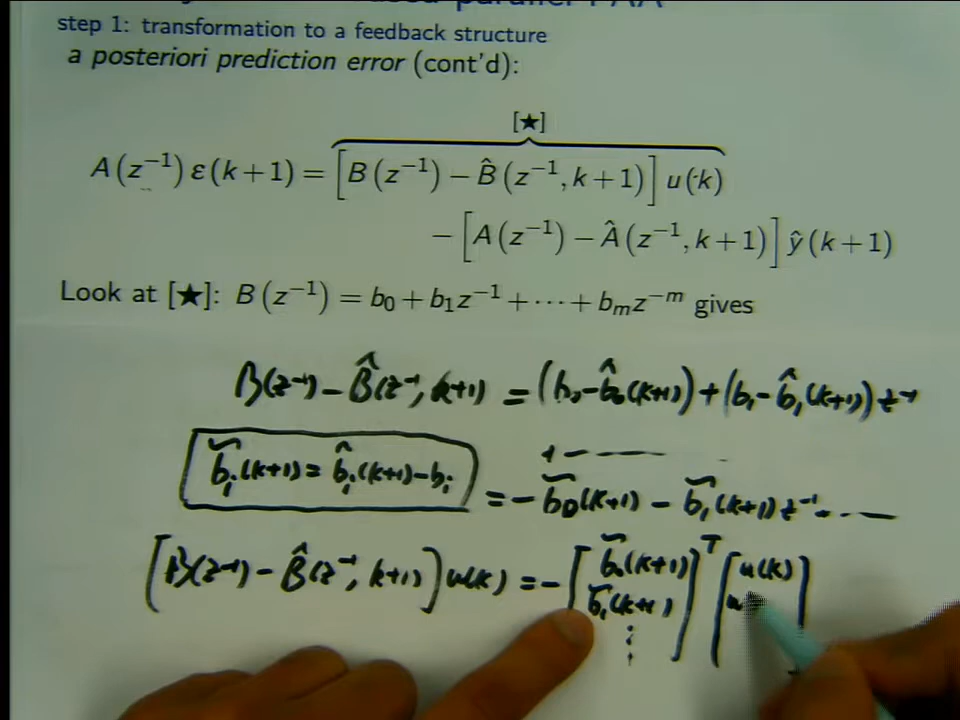 parallel PAA
step 1: transformation to a feedback structure
a posteriori prediction error (cont'd):
[★]
A(z⁻¹) ε(k+1) = [B(z⁻¹) − B̂(z⁻¹, k+1)] u(k)
− [A(z⁻¹) − Â(z⁻¹, k+1)] ŷ(k+1)
Look at [★]: B(z⁻¹) = b₀ + b₁z⁻¹ + ··· + bₘz⁻ᵐ gives
B(z⁻¹) − B̂(z⁻¹, k+1) = (b₀ − b̂₀(k+1)) + (b₁ − b̂₁(k+1)) z⁻¹
+ − − −
b̃ᵢ(k+1) = b̂ᵢ(k+1) − bᵢ
= − b̃₀(k+1) − b̃₁(k+1) z⁻¹ − ···
[B(z⁻¹) − B̂(z⁻¹, k+1)] u(k) = − [b̃₀(k+1)]ᵀ [u(k)]
b̃₁(k+1) u
⋮